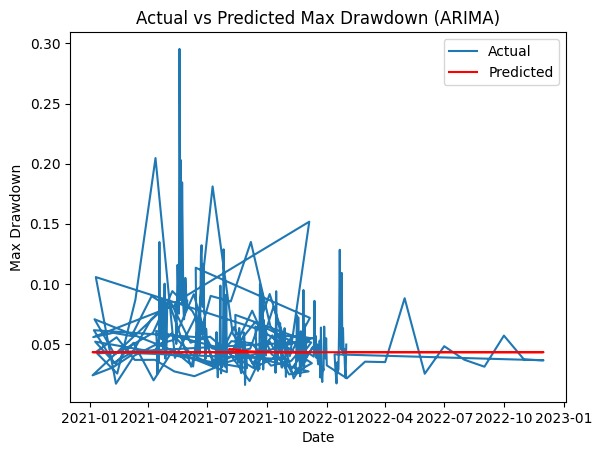 Actual vs Predicted Max Drawdown (ARIMA)
Actual
Predicted
Max Drawdown
0.30
0.25
0.20
0.15
0.10
0.05
2021-01 2021-04 2021-07 2021-10 2022-01 2022-04 2022-07 2022-10 2023-01
Date